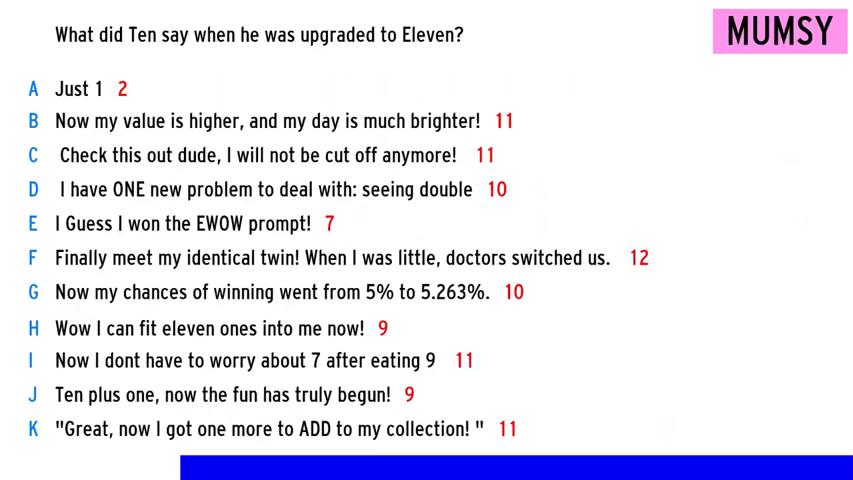 What did Ten say when he was upgraded to Eleven?
MUMSY
A Just 1 2
B Now my value is higher, and my day is much brighter! 11
C Check this out dude, I will not be cut off anymore! 11
D I have ONE new problem to deal with: seeing double 10
E I Guess I won the EWOW prompt! 7
F Finally meet my identical twin! When I was little, doctors switched us. 12
G Now my chances of winning went from 5% to 5.263%. 10
H Wow I can fit eleven ones into me now! 9
I Now I dont have to worry about 7 after eating 9 11
J Ten plus one, now the fun has truly begun! 9
K "Great, now I got one more to ADD to my collection! " 11